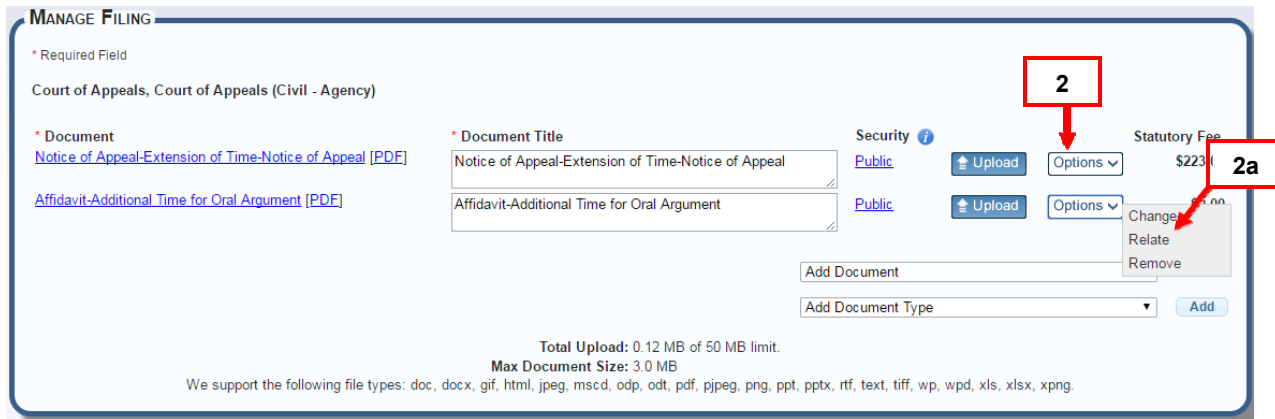 MANAGE FILING
* Required Field
Court of Appeals, Court of Appeals (Civil - Agency)
2
* Document * Document Title Security i Statutory Fee
Notice of Appeal-Extension of Time-Notice of Appeal [PDF] Notice of Appeal-Extension of Time-Notice of Appeal Public Upload Options $223.
2a
Affidavit-Additional Time for Oral Argument [PDF] Affidavit-Additional Time for Oral Argument Public Upload Options
Change
Relate
Remove
Add Document
Add Document Type Add
Total Upload: 0.12 MB of 50 MB limit.
Max Document Size: 3.0 MB
We support the following file types: doc, docx, gif, html, jpeg, mscd, odp, odt, pdf, pjpeg, png, ppt, pptx, rtf, text, tiff, wp, wpd, xls, xlsx, xpng.